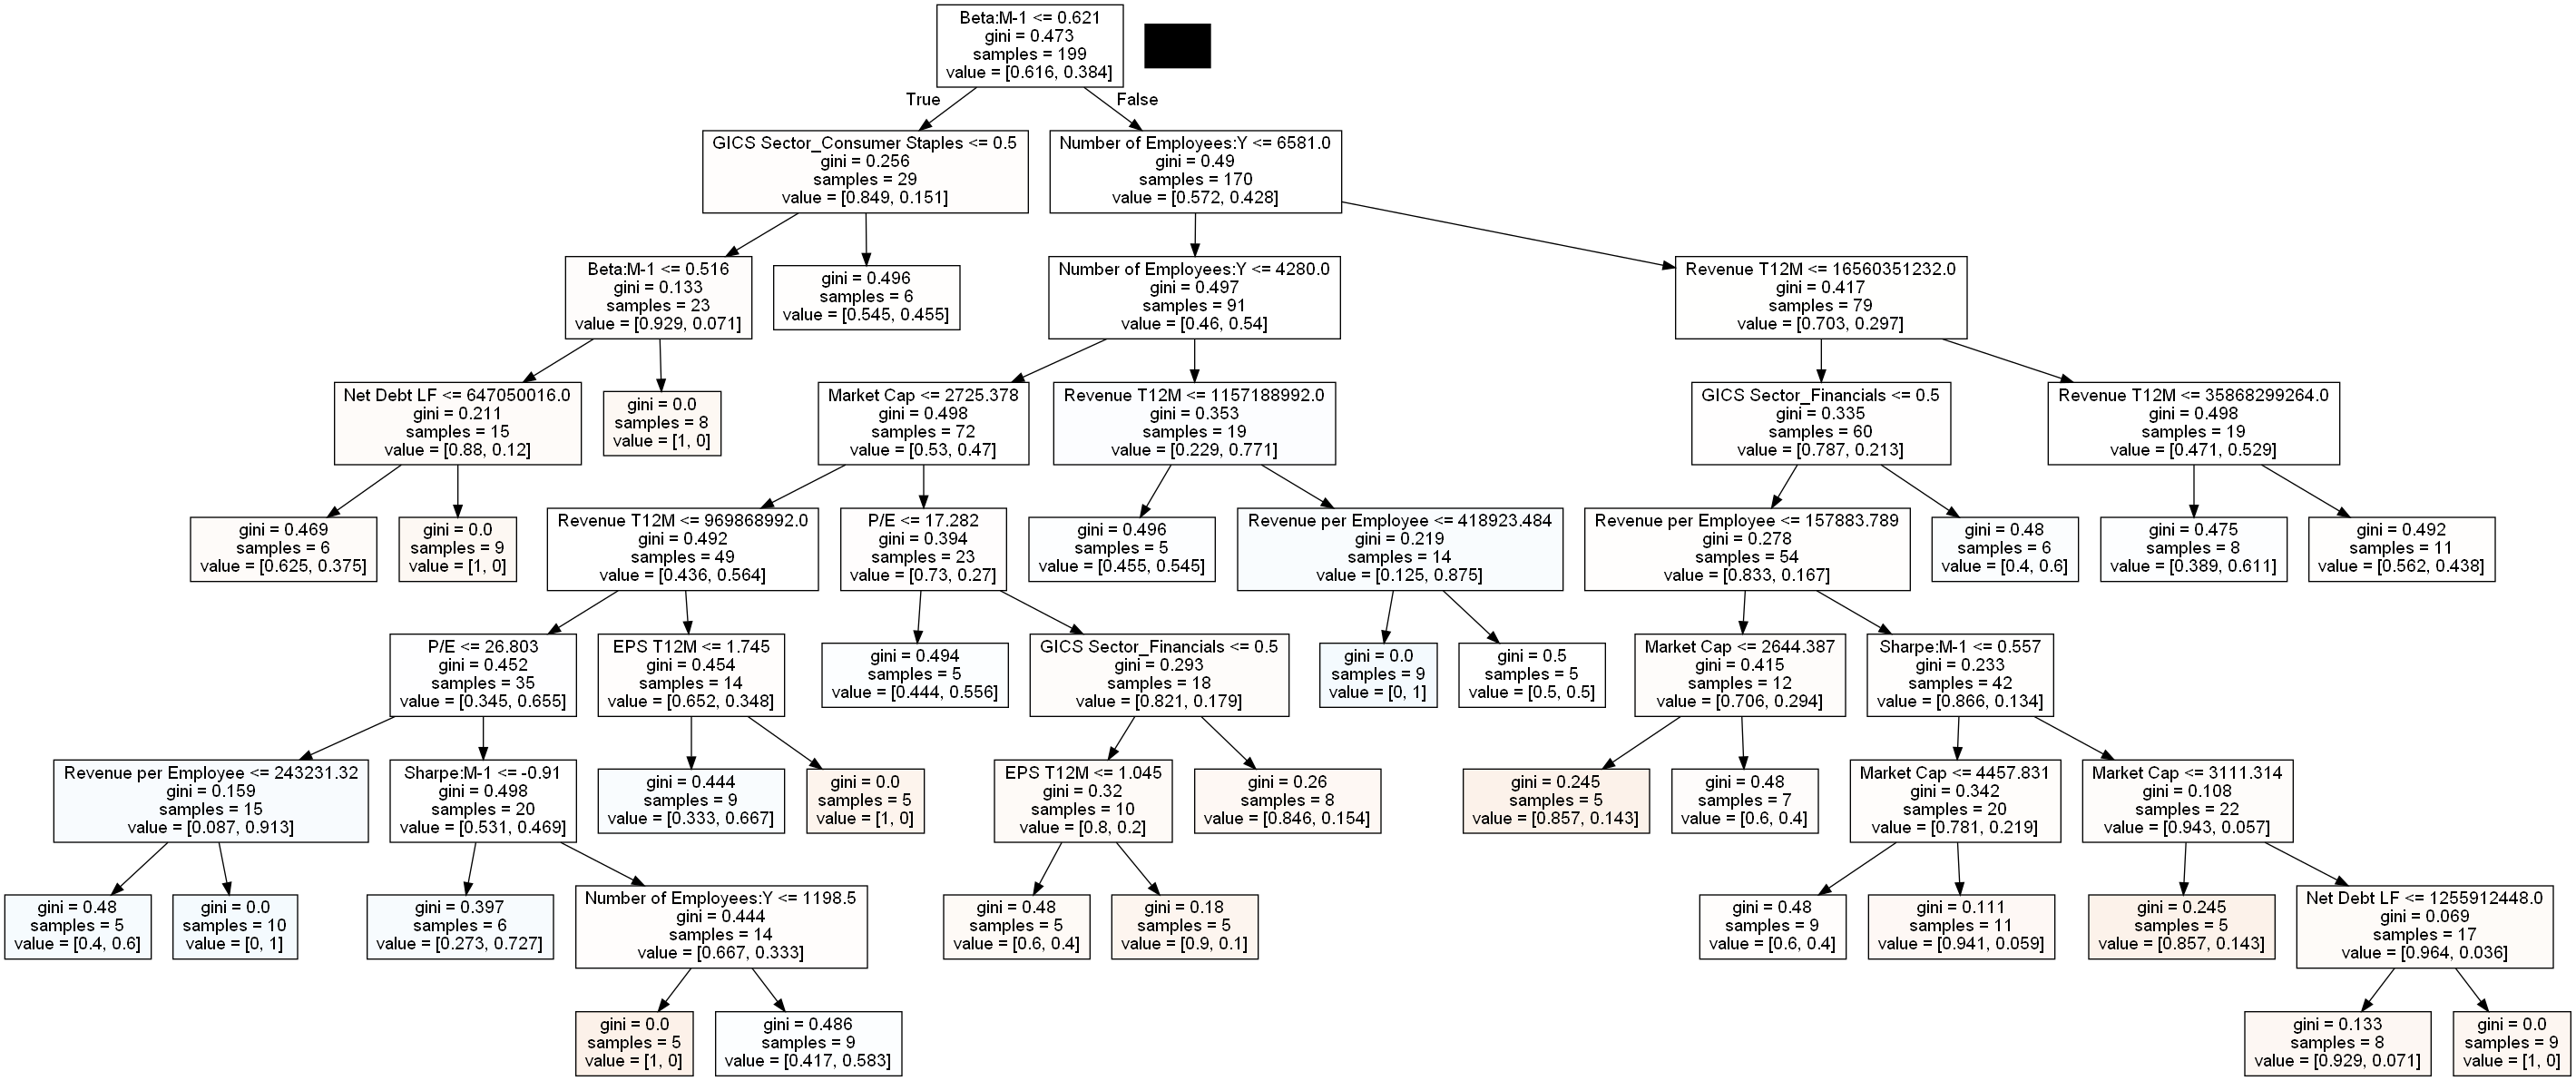 Beta:M-1 <= 0.621
gini = 0.473
samples = 199
value = [0.616, 0.384]
True
False
GICS Sector_Consumer Staples <= 0.5
gini = 0.256
samples = 29
value = [0.849, 0.151]
Number of Employees:Y <= 6581.0
gini = 0.49
samples = 170
value = [0.572, 0.428]
Beta:M-1 <= 0.516
gini = 0.133
samples = 23
value = [0.929, 0.071]
gini = 0.496
samples = 6
value = [0.545, 0.455]
Number of Employees:Y <= 4280.0
gini = 0.497
samples = 91
value = [0.46, 0.54]
Revenue T12M <= 16560351232.0
gini = 0.417
samples = 79
value = [0.703, 0.297]
Net Debt LF <= 647050016.0
gini = 0.211
samples = 15
value = [0.88, 0.12]
gini = 0.0
samples = 8
value = [1, 0]
Market Cap <= 2725.378
gini = 0.498
samples = 72
value = [0.53, 0.47]
Revenue T12M <= 1157188992.0
gini = 0.353
samples = 19
value = [0.229, 0.771]
GICS Sector_Financials <= 0.5
gini = 0.335
samples = 60
value = [0.787, 0.213]
Revenue T12M <= 35868299264.0
gini = 0.498
samples = 19
value = [0.471, 0.529]
gini = 0.469
samples = 6
value = [0.625, 0.375]
gini = 0.0
samples = 9
value = [1, 0]
Revenue T12M <= 969868992.0
gini = 0.492
samples = 49
value = [0.436, 0.564]
P/E <= 17.282
gini = 0.394
samples = 23
value = [0.73, 0.27]
gini = 0.496
samples = 5
value = [0.455, 0.545]
Revenue per Employee <= 418923.484
gini = 0.219
samples = 14
value = [0.125, 0.875]
Revenue per Employee <= 157883.789
gini = 0.278
samples = 54
value = [0.833, 0.167]
gini = 0.48
samples = 6
value = [0.4, 0.6]
gini = 0.475
samples = 8
value = [0.389, 0.611]
gini = 0.492
samples = 11
value = [0.562, 0.438]
P/E <= 26.803
gini = 0.452
samples = 35
value = [0.345, 0.655]
EPS T12M <= 1.745
gini = 0.454
samples = 14
value = [0.652, 0.348]
gini = 0.494
samples = 5
value = [0.444, 0.556]
GICS Sector_Financials <= 0.5
gini = 0.293
samples = 18
value = [0.821, 0.179]
gini = 0.0
samples = 9
value = [0, 1]
gini = 0.5
samples = 5
value = [0.5, 0.5]
Market Cap <= 2644.387
gini = 0.415
samples = 12
value = [0.706, 0.294]
Sharpe:M-1 <= 0.557
gini = 0.233
samples = 42
value = [0.866, 0.134]
Revenue per Employee <= 243231.32
gini = 0.159
samples = 15
value = [0.087, 0.913]
Sharpe:M-1 <= -0.91
gini = 0.498
samples = 20
value = [0.531, 0.469]
gini = 0.444
samples = 9
value = [0.333, 0.667]
gini = 0.0
samples = 5
value = [1, 0]
EPS T12M <= 1.045
gini = 0.32
samples = 10
value = [0.8, 0.2]
gini = 0.26
samples = 8
value = [0.846, 0.154]
gini = 0.245
samples = 5
value = [0.857, 0.143]
gini = 0.48
samples = 7
value = [0.6, 0.4]
Market Cap <= 4457.831
gini = 0.342
samples = 20
value = [0.781, 0.219]
Market Cap <= 3111.314
gini = 0.108
samples = 22
value = [0.943, 0.057]
gini = 0.48
samples = 5
value = [0.4, 0.6]
gini = 0.0
samples = 10
value = [0, 1]
gini = 0.397
samples = 6
value = [0.273, 0.727]
Number of Employees:Y <= 1198.5
gini = 0.444
samples = 14
value = [0.667, 0.333]
gini = 0.48
samples = 5
value = [0.6, 0.4]
gini = 0.18
samples = 5
value = [0.9, 0.1]
gini = 0.48
samples = 9
value = [0.6, 0.4]
gini = 0.111
samples = 11
value = [0.941, 0.059]
gini = 0.245
samples = 5
value = [0.857, 0.143]
Net Debt LF <= 1255912448.0
gini = 0.069
samples = 17
value = [0.964, 0.036]
gini = 0.0
samples = 5
value = [1, 0]
gini = 0.486
samples = 9
value = [0.417, 0.583]
gini = 0.133
samples = 8
value = [0.929, 0.071]
gini = 0.0
samples = 9
value = [1, 0]